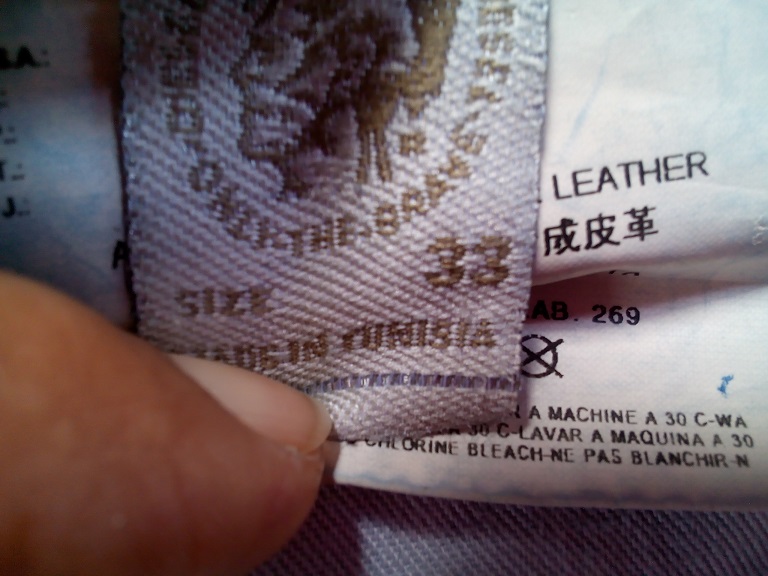 ONLY·THE·BRAVE
SIZE 33
MADE IN TUNISIA
LEATHER
成皮革
AB. 269
A MACHINE A 30 C-WA
30 C-LAVAR A MAQUINA A 30
CHLORINE BLEACH-NE PAS BLANCHIR-N
J.: